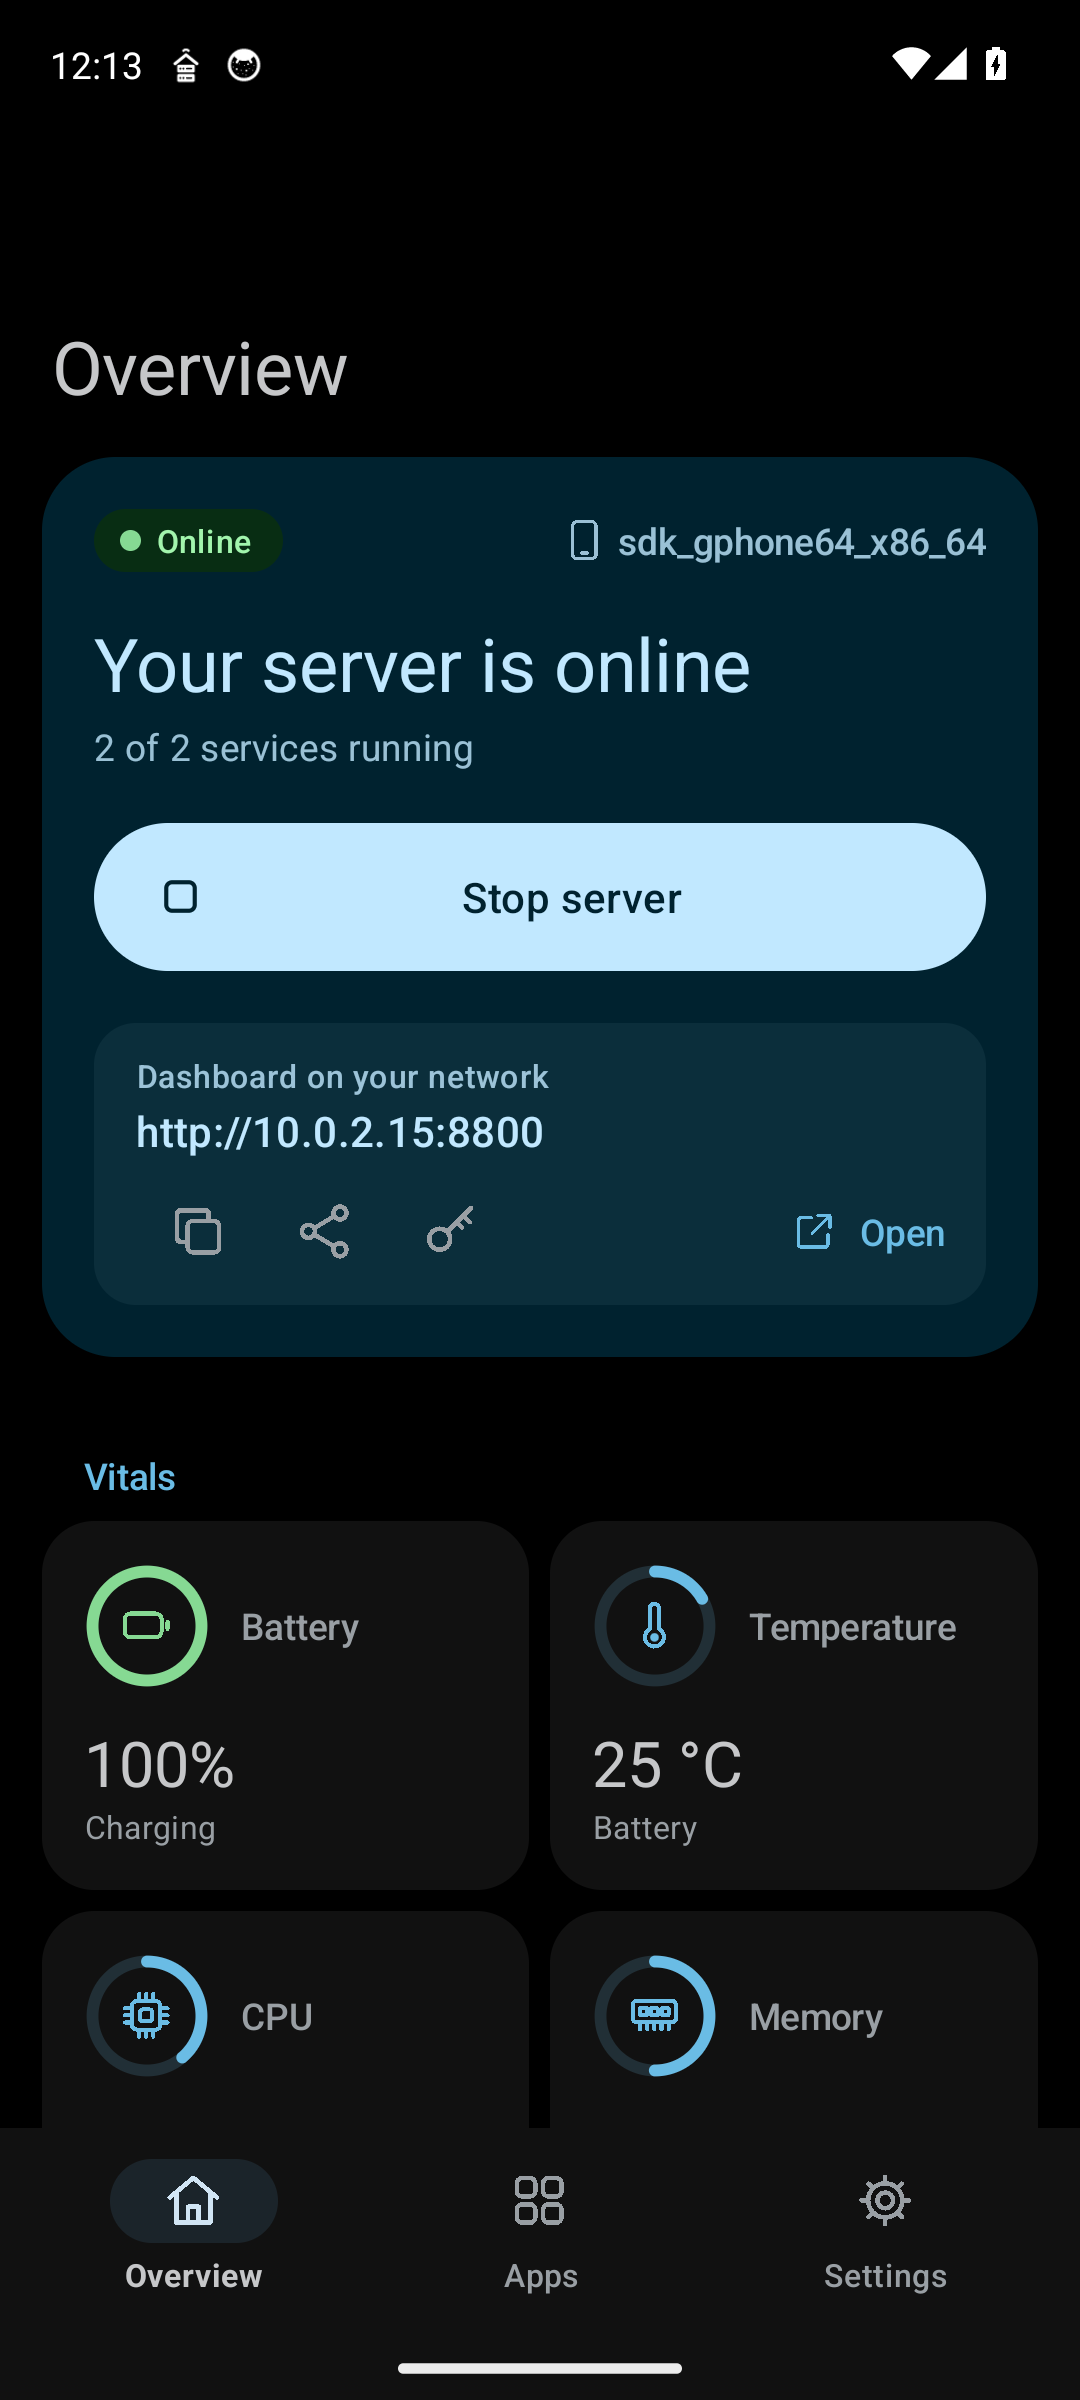 12:13
Overview
Online
sdk_gphone64_x86_64
Your server is online
2 of 2 services running
Stop server
Dashboard on your network
http://10.0.2.15:8800
Open
Vitals
Battery
Temperature
100%
25 °C
Charging
Battery
CPU
Memory
Overview
Apps
Settings